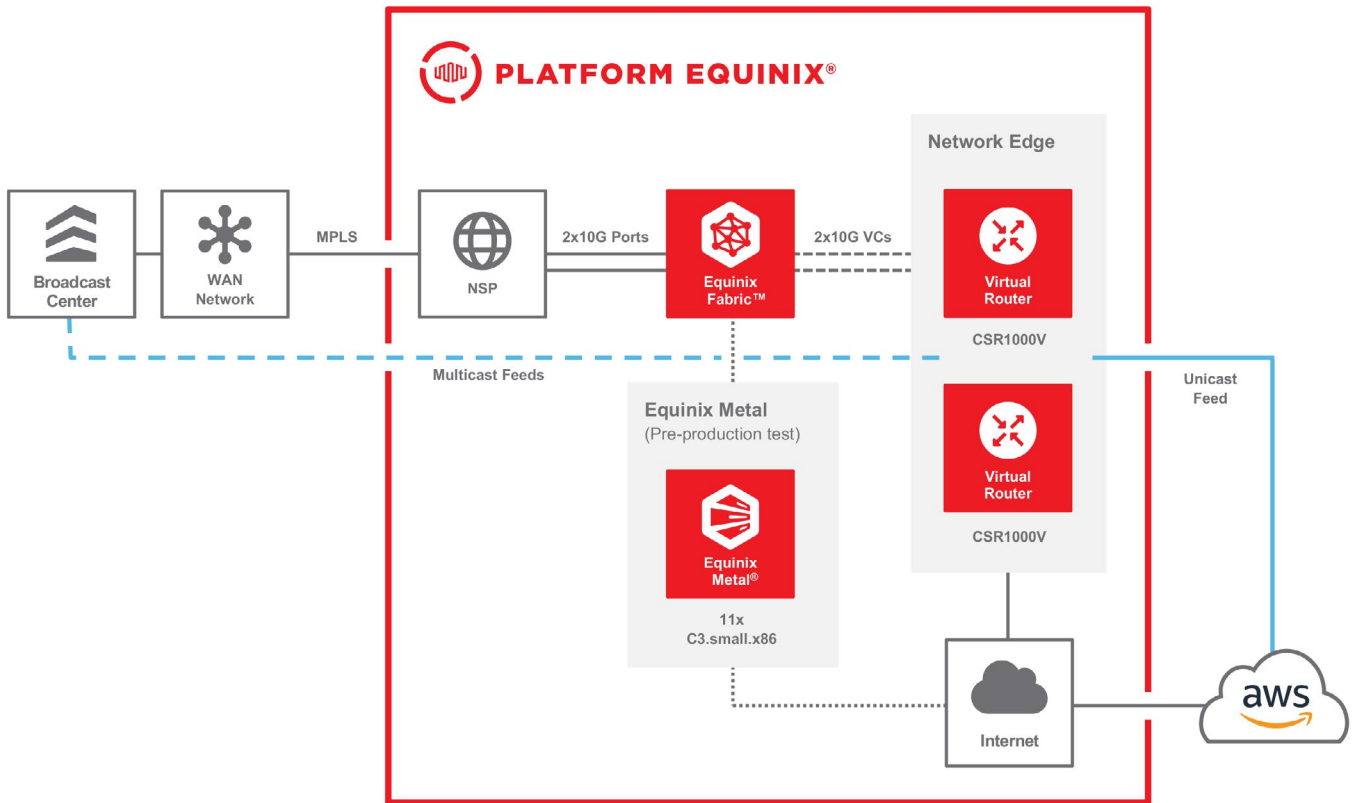 PLATFORM EQUINIX®
Network Edge
Broadcast
Center
WAN
Network
MPLS
NSP
2x10G Ports
Equinix
Fabric™
2x10G VCs
Virtual
Router
CSR1000V
Multicast Feeds
Unicast
Feed
Equinix Metal
(Pre-production test)
Equinix
Metal®
11x
C3.small.x86
Virtual
Router
CSR1000V
Internet
aws